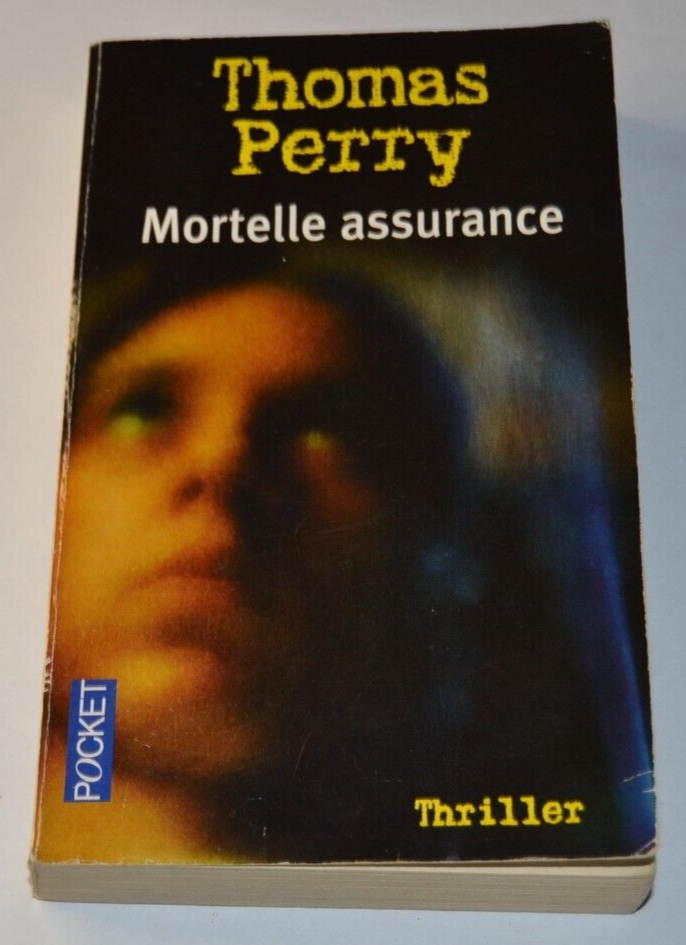 Thomas
Perry
Mortelle assurance
POCKET
Thriller